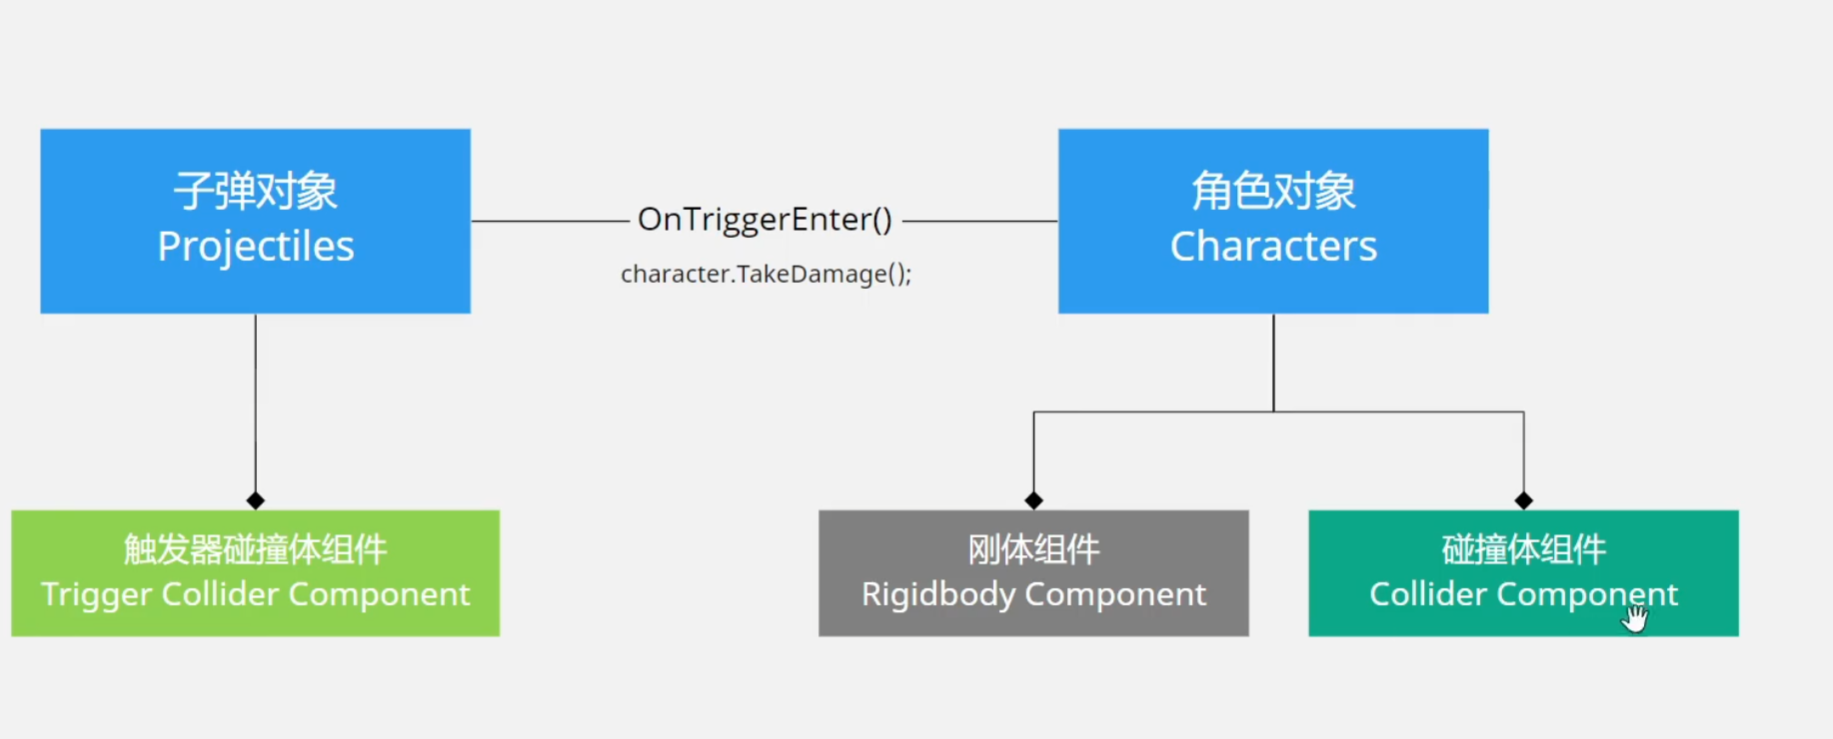 子弹对象
Projectiles
OnTriggerEnter()
character.TakeDamage();
角色对象
Characters
触发器碰撞体组件
Trigger Collider Component
刚体组件
Rigidbody Component
碰撞体组件
Collider Component